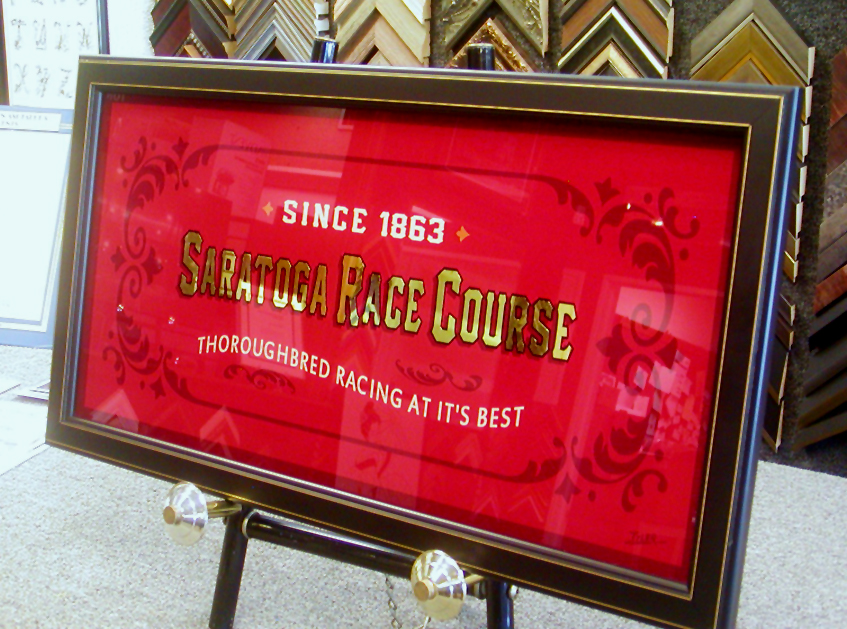 SINCE 1863
SARATOGA RACE COURSE
THOROUGHBRED RACING AT IT'S BEST